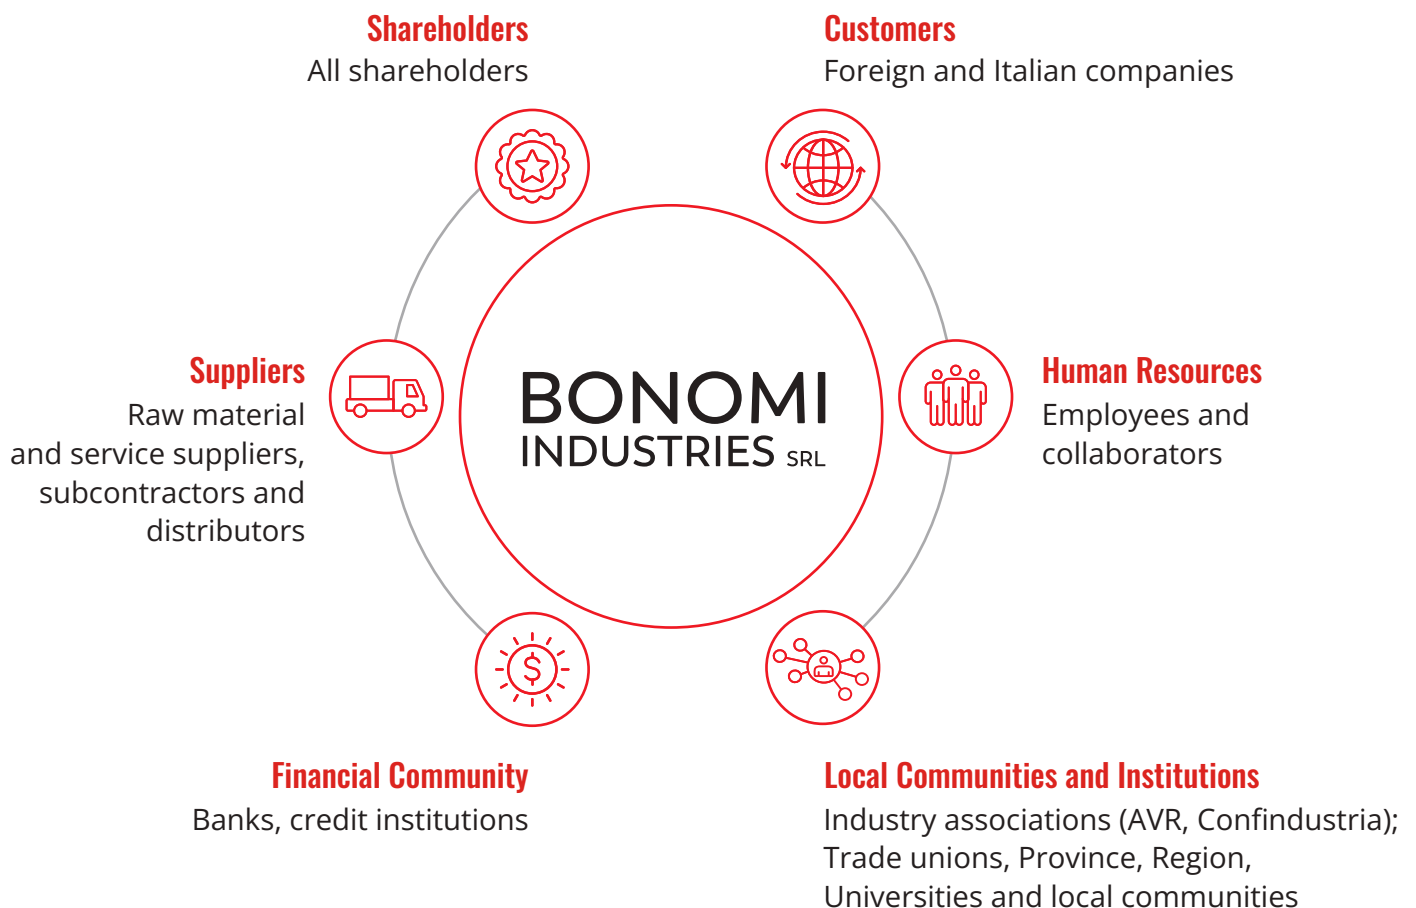 Shareholders
All shareholders
Customers
Foreign and Italian companies
Suppliers
Raw material
and service suppliers,
subcontractors and
distributors
BONOMI
INDUSTRIES SRL
Human Resources
Employees and
collaborators
$
Financial Community
Banks, credit institutions
Local Communities and Institutions
Industry associations (AVR, Confindustria);
Trade unions, Province, Region,
Universities and local communities